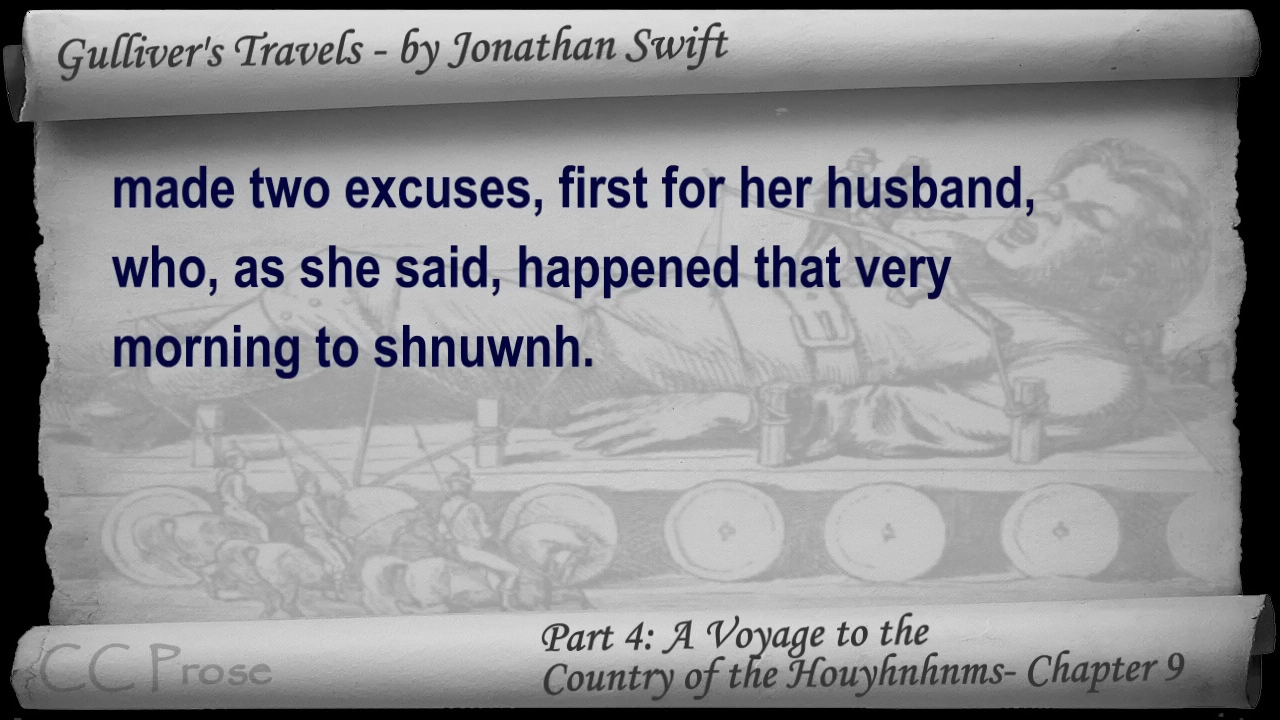 Gulliver's Travels - by Jonathan Swift
made two excuses, first for her husband,
who, as she said, happened that very
morning to shnuwnh.
Part 4: A Voyage to the
Country of the Houyhnhnms- Chapter 9
CC Prose